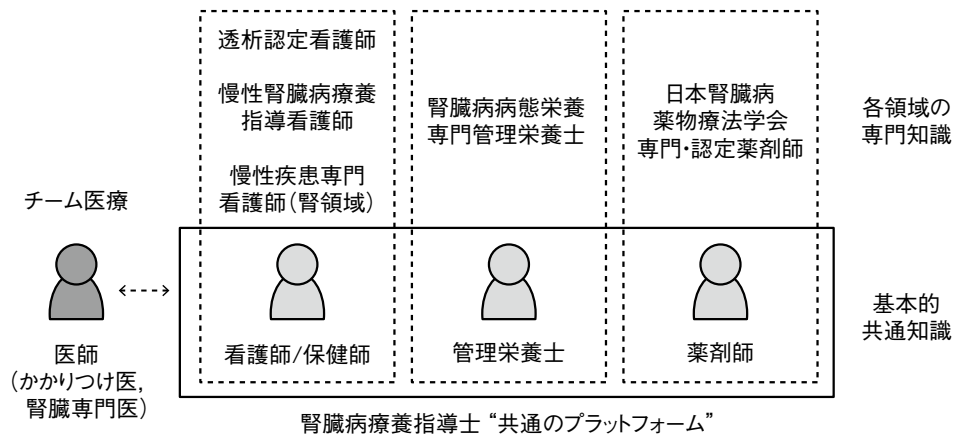 透析認定看護師
慢性腎臓病療養
指導看護師
慢性疾患専門
看護師（腎領域）
腎臓病病態栄養
専門管理栄養士
日本腎臓病
薬物療法学会
専門・認定薬剤師
各領域の
専門知識
チーム医療
医師
（かかりつけ医，
腎臓専門医）
看護師/保健師
管理栄養士
薬剤師
基本的
共通知識
腎臓病療養指導士 “共通のプラットフォーム”